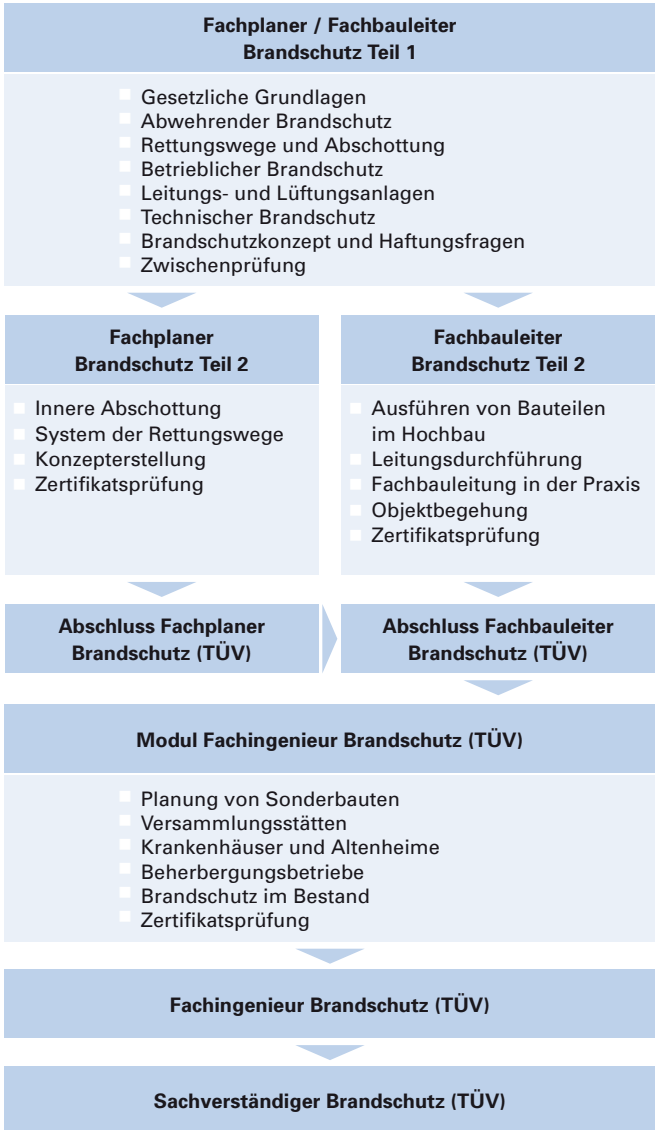 Fachplaner / Fachbauleiter
Brandschutz Teil 1
Gesetzliche Grundlagen
Abwehrender Brandschutz
Rettungswege und Abschottung
Betrieblicher Brandschutz
Leitungs- und Lüftungsanlagen
Technischer Brandschutz
Brandschutzkonzept und Haftungsfragen
Zwischenprüfung
Fachplaner
Brandschutz Teil 2
Innere Abschottung
System der Rettungswege
Konzepterstellung
Zertifikatsprüfung
Fachbauleiter
Brandschutz Teil 2
Ausführen von Bauteilen
im Hochbau
Leitungsdurchführung
Fachbauleitung in der Praxis
Objektbegehung
Zertifikatsprüfung
Abschluss Fachplaner
Brandschutz (TÜV)
Abschluss Fachbauleiter
Brandschutz (TÜV)
Modul Fachingenieur Brandschutz (TÜV)
Planung von Sonderbauten
Versammlungsstätten
Krankenhäuser und Altenheime
Beherbergungsbetriebe
Brandschutz im Bestand
Zertifikatsprüfung
Fachingenieur Brandschutz (TÜV)
Sachverständiger Brandschutz (TÜV)